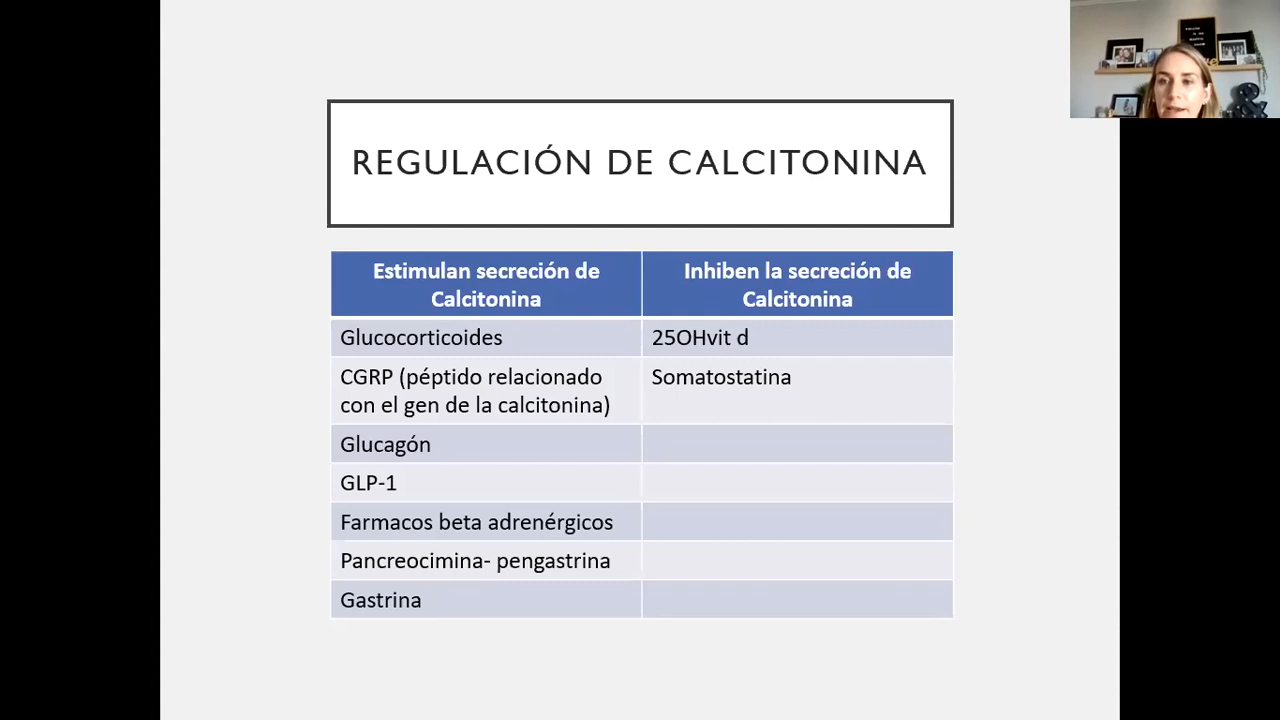 REGULACIÓN DE CALCITONINA
Estimulan secreción de
Calcitonina
Inhiben la secreción de
Calcitonina
Glucocorticoides
25OHvit d
CGRP (péptido relacionado
con el gen de la calcitonina)
Somatostatina
Glucagón
GLP-1
Farmacos beta adrenérgicos
Pancreocimina- pengastrina
Gastrina